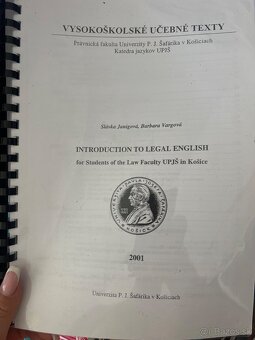 VYSOKOŠKOLSKÉ UČEBNÉ TEXTY
Právnická fakulta Univerzity P. J. Šafárika v Košiciach
Katedra jazykov UPJŠ
Slávka Janigová, Barbara Vargová
INTRODUCTION TO LEGAL ENGLISH
for Students of the Law Faculty UPJŠ in Košice
KOŠICE
2001
Univerzita P. J. Šafárika v Košiciach